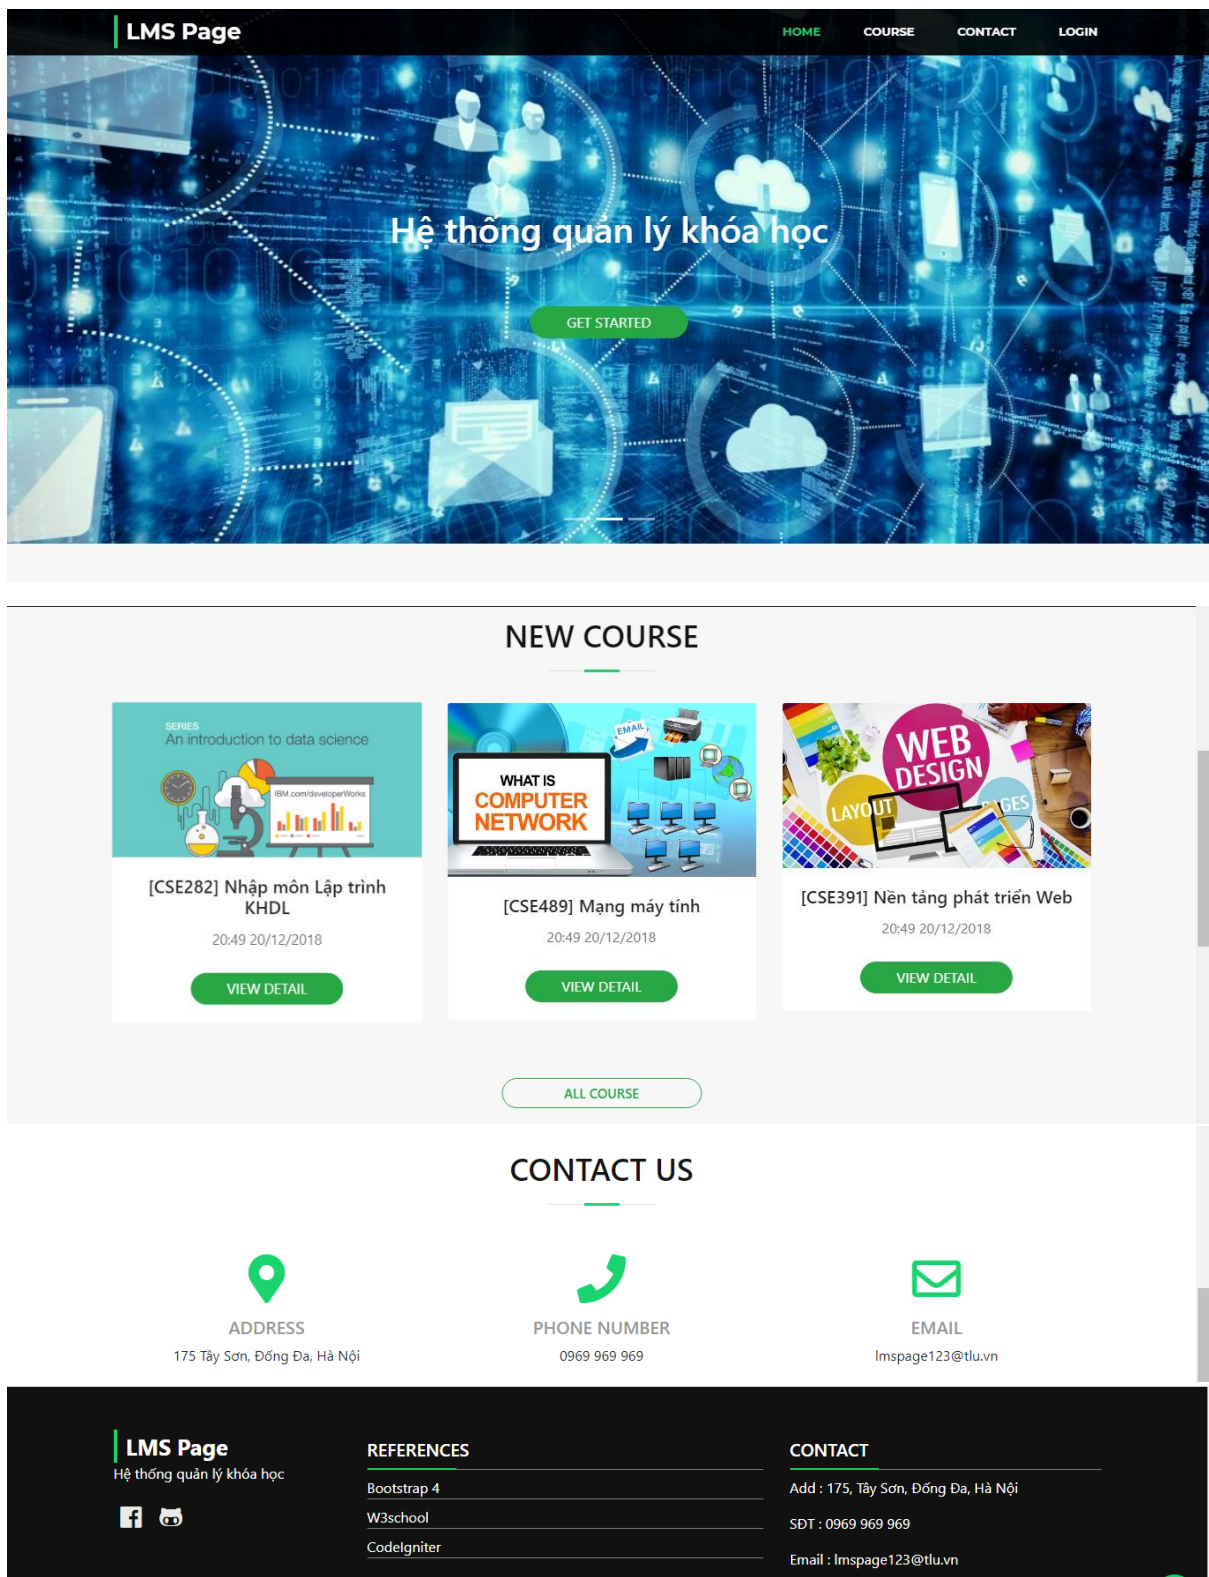 LMS Page
HOME COURSE CONTACT LOGIN
Hệ thống quản lý khóa học
GET STARTED
NEW COURSE
SERIES
An introduction to data science
IBM.com/developerWorks
[CSE282] Nhập môn Lập trình
KHDL
20:49 20/12/2018
VIEW DETAIL
EMAIL
WHAT IS
COMPUTER
NETWORK
[CSE489] Mạng máy tính
20:49 20/12/2018
VIEW DETAIL
WEB
DESIGN
LAYOUT
PAGES
[CSE391] Nền tảng phát triển Web
20:49 20/12/2018
VIEW DETAIL
ALL COURSE
CONTACT US
ADDRESS
175 Tây Sơn, Đống Đa, Hà Nội
PHONE NUMBER
0969 969 969
EMAIL
lmspage123@tlu.vn
LMS Page
Hệ thống quản lý khóa học
REFERENCES
Bootstrap 4
W3school
CodeIgniter
CONTACT
Add : 175, Tây Sơn, Đống Đa, Hà Nội
SĐT : 0969 969 969
Email : lmspage123@tlu.vn